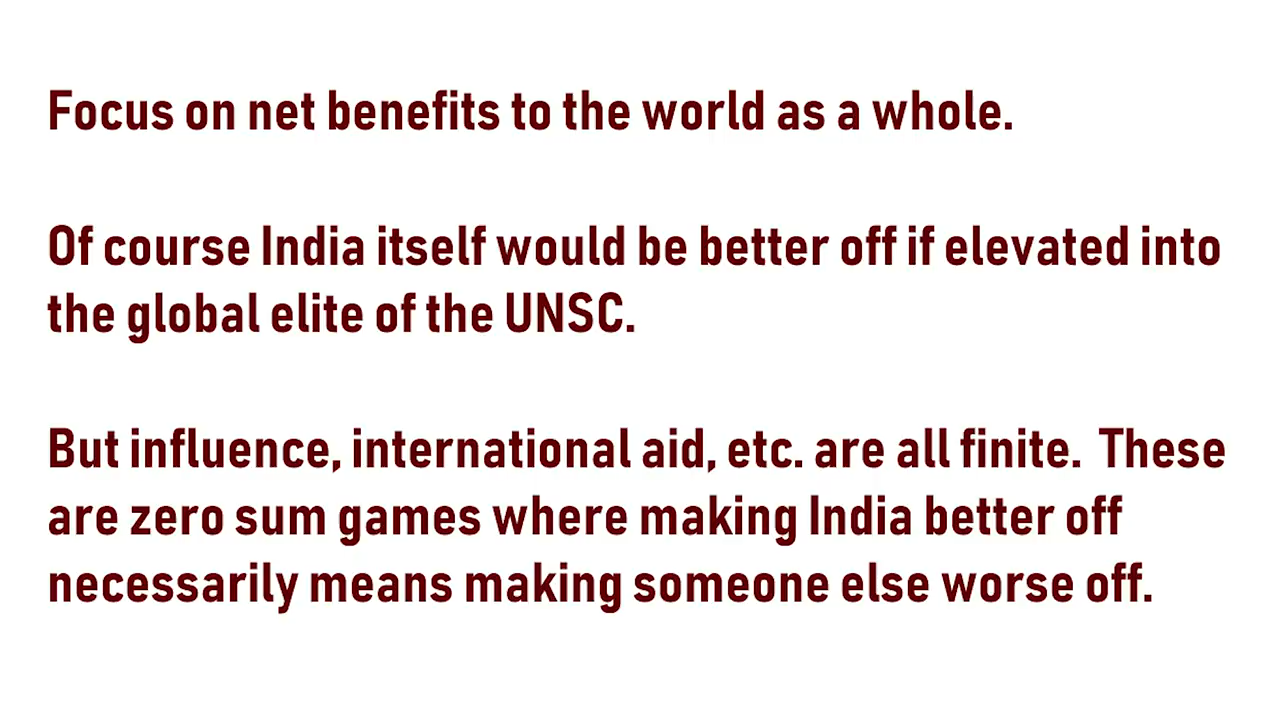 Focus on net benefits to the world as a whole.
Of course India itself would be better off if elevated into
the global elite of the UNSC.
But influence, international aid, etc. are all finite.  These
are zero sum games where making India better off
necessarily means making someone else worse off.